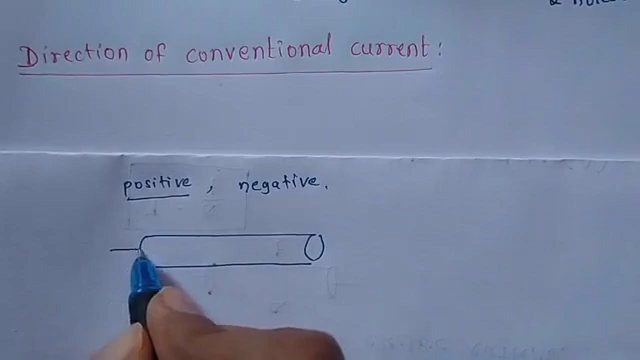 Direction of conventional current :
positive , negative.